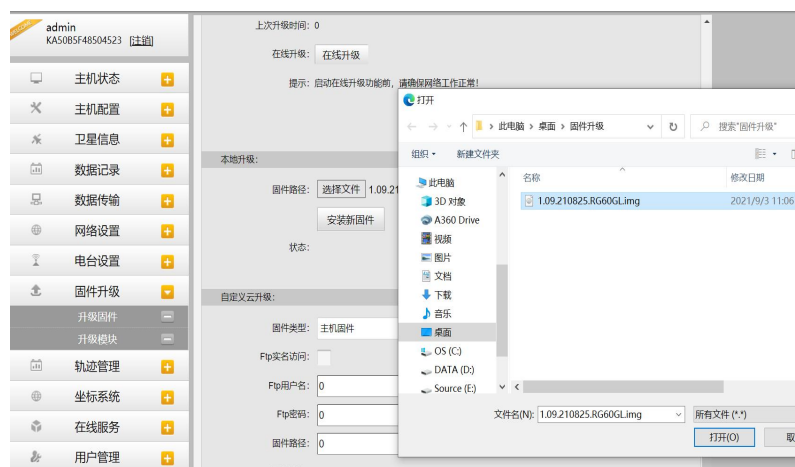 admin
KA50B5F48504523 [注销]
主机状态
主机配置
卫星信息
数据记录
数据传输
网络设置
电台设置
固件升级
升级固件
升级模块
轨迹管理
坐标系统
在线服务
用户管理
上次升级时间: 0
在线升级: 在线升级
提示: 启动在线升级功能前, 请确保网络工作正常!
本地升级:
固件路径: 选择文件 1.09.21
安装新固件
状态:
自定义云升级:
固件类型: 主机固件
Ftp实名访问:
Ftp用户名: 0
Ftp密码: 0
固件路径: 0
打开
此电脑 > 桌面 > 固件升级
搜索"固件升级"
组织 新建文件夹
名称 修改日期
1.09.210825.RG60GL.img 2021/9/3 11:06
此电脑
3D 对象
A360 Drive
视频
图片
文档
下载
音乐
桌面
OS (C:)
DATA (D:)
Source (E:)
文件名(N): 1.09.210825.RG60GL.img 所有文件 (*.*)
打开(O) 取